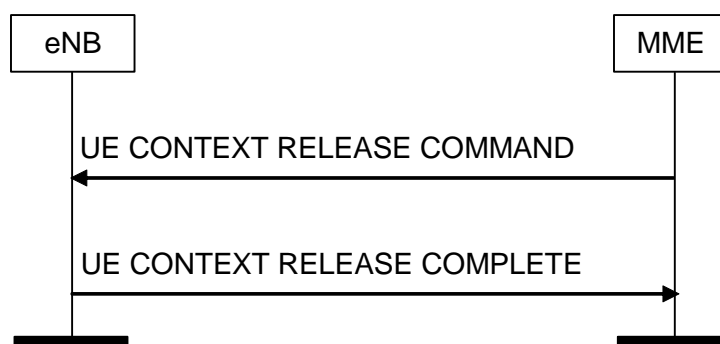 eNB
MME
UE CONTEXT RELEASE COMMAND
UE CONTEXT RELEASE COMPLETE